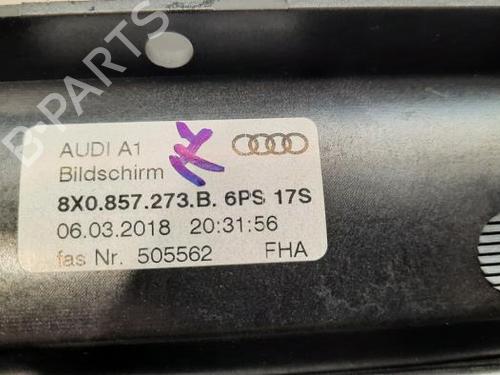 B-PARTS
AUDI A1
Bildschirm
8X0.857.273.B. 6PS 17S
06.03.2018 20:31:56
fas Nr. 505562 FHA